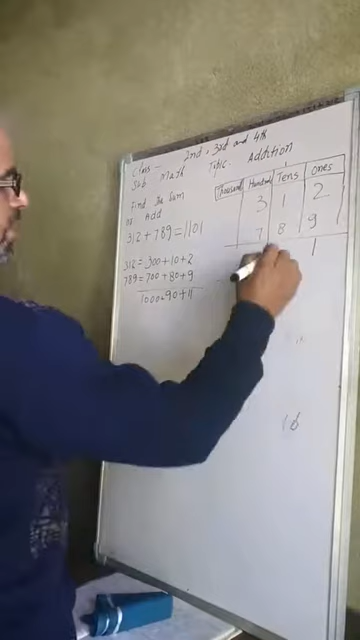 Class - 2nd, 3rd and 4th
Sub Math Topic. Addition
Find the Sum
or Add
312 + 789 = 1101
312 = 300 + 10 + 2
789 = 700 + 80 + 9
1000 + 90 + 11
Thousand Hundred Tens Ones
1
3 1 2
7 8 9
1